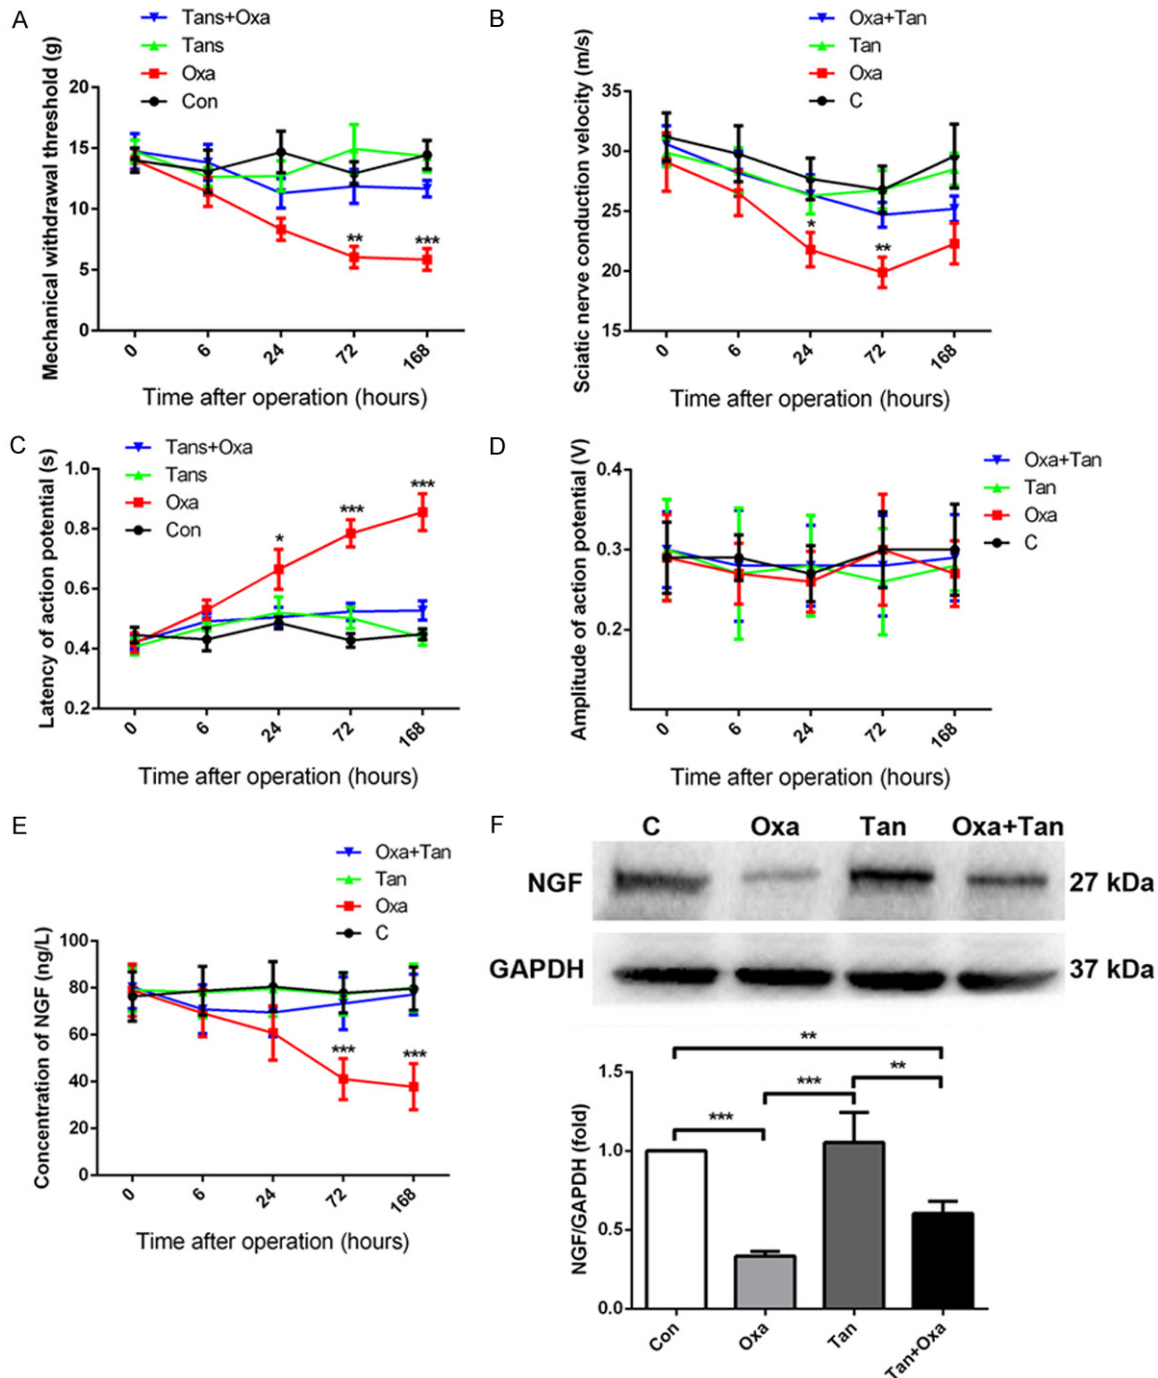 A
Tans+Oxa
Tans
Oxa
Con
Mechanical withdrawal threshold (g)
20
15
10
5
0
**
***
0
6
24
72
168
Time after operation (hours)
B
Oxa+Tan
Tan
Oxa
C
Sciatic nerve conduction velocity (m/s)
35
30
25
20
15
*
**
0
6
24
72
168
Time after operation (hours)
C
Tans+Oxa
Tans
Oxa
Con
Latency of action potential (s)
1.0
0.8
0.6
0.4
0.2
*
***
***
0
6
24
72
168
Time after operation (hours)
D
Oxa+Tan
Tan
Oxa
C
Amplitude of action potential (V)
0.4
0.3
0.2
0
6
24
72
168
Time after operation (hours)
E
Oxa+Tan
Tan
Oxa
C
Concentration of NGF (ng/L)
100
80
60
40
20
0
***
***
0
6
24
72
168
Time after operation (hours)
F
C Oxa Tan Oxa+Tan
NGF 27 kDa
GAPDH 37 kDa
NGF/GAPDH (fold)
1.5
1.0
0.5
0.0
**
***
**
***
Con
Oxa
Tan
Tan+Oxa